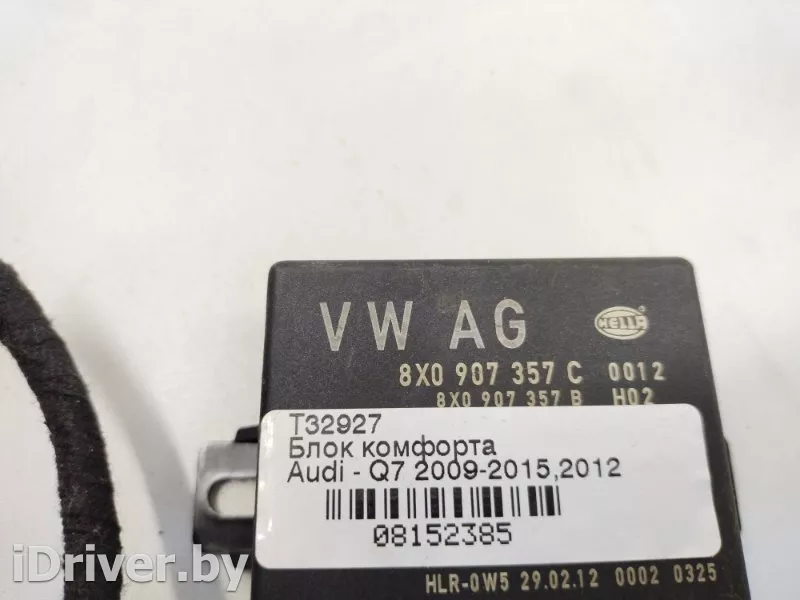 VW AG
HELLA
8X0 907 357 C 0012
8X0 907 357 B H02
T32927
Блок комфорта
Audi - Q7 2009-2015,2012
08152385
HLR-0W5 29.02.12 0002 0325
iDriver.by